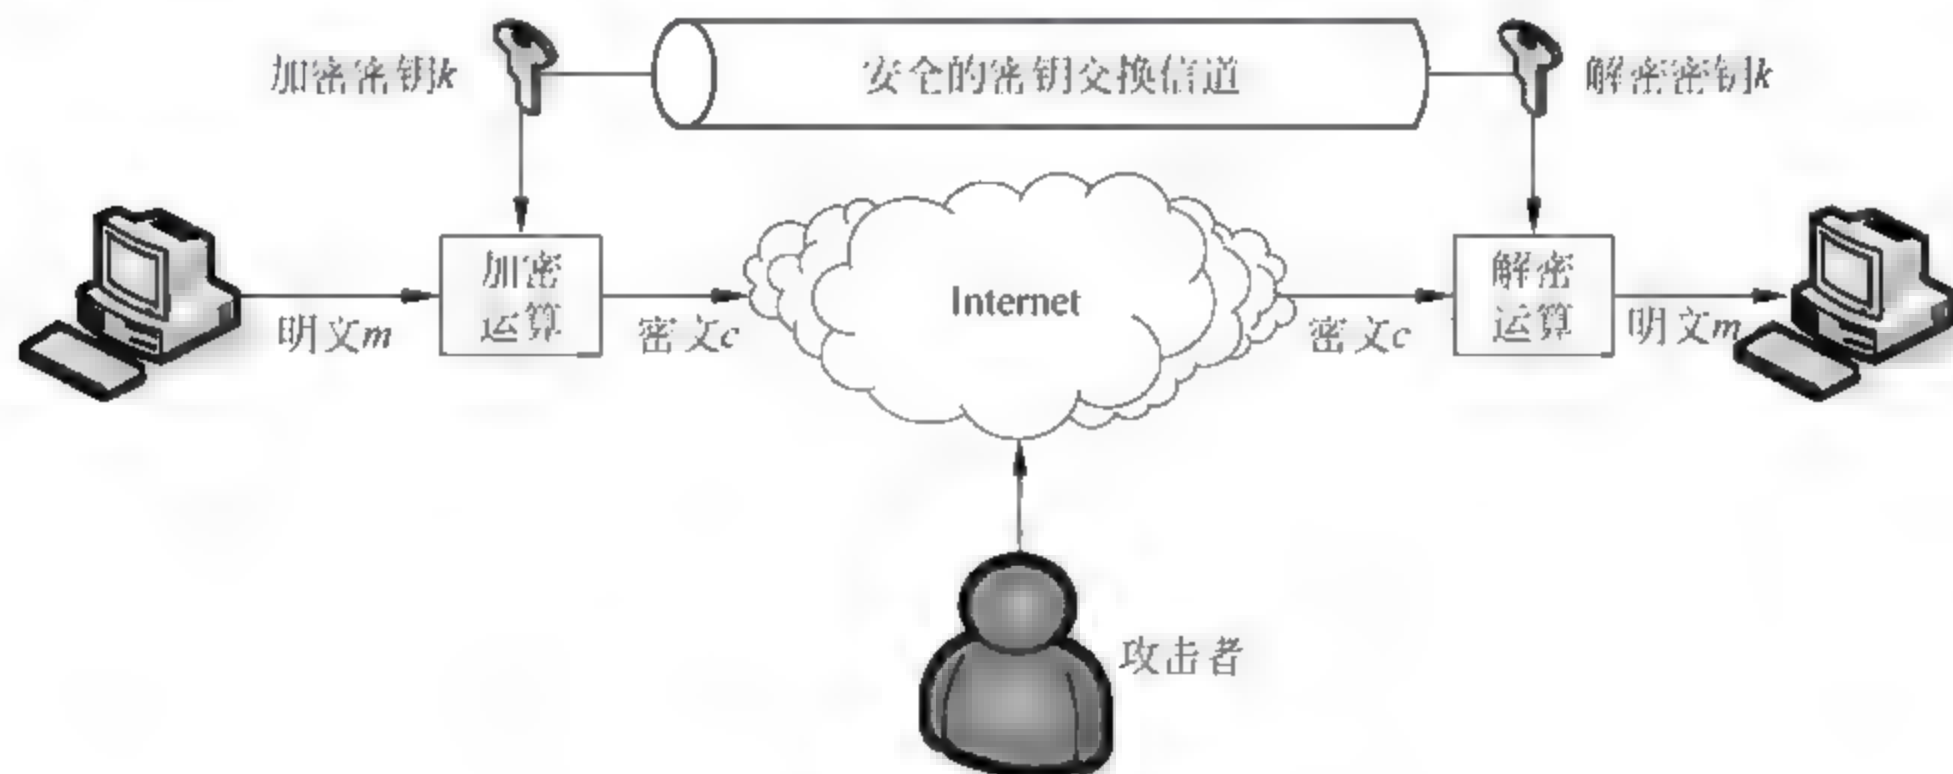 加密密钥k
安全的密钥交换信道
解密密钥k
加密
运算
Internet
解密
运算
明文m
密文c
密文c
明文m
攻击者